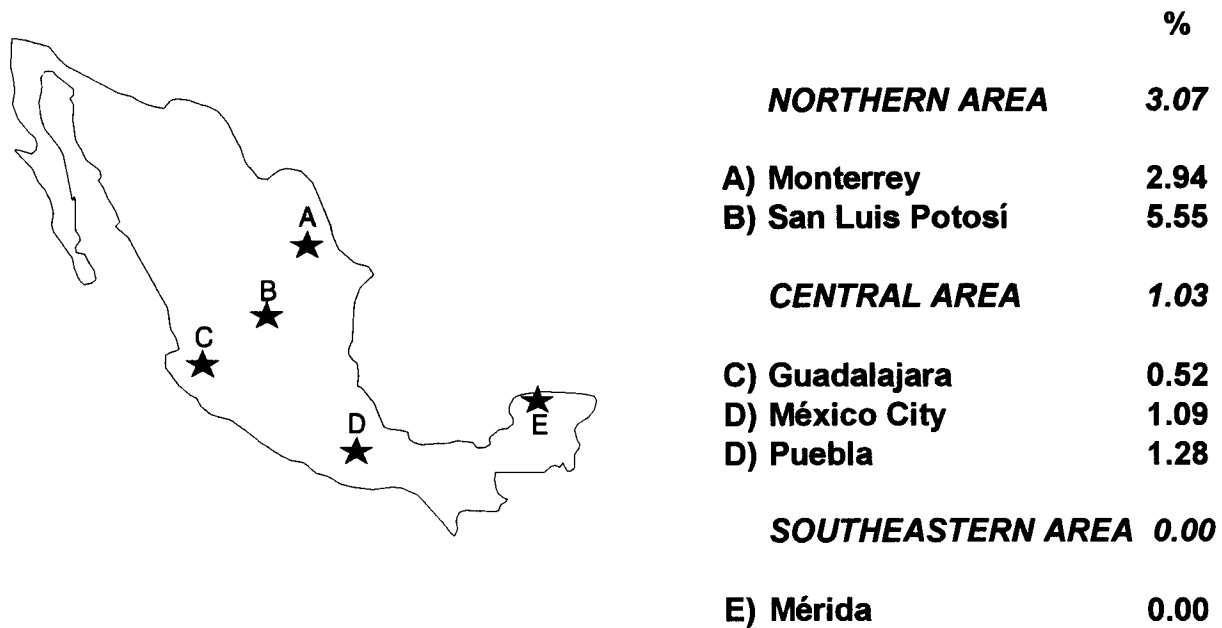 %
NORTHERN AREA 3.07
A) Monterrey 2.94
B) San Luis Potosí 5.55
CENTRAL AREA 1.03
C) Guadalajara 0.52
D) México City 1.09
D) Puebla 1.28
SOUTHEASTERN AREA 0.00
E) Mérida 0.00
A
B
C
D
E